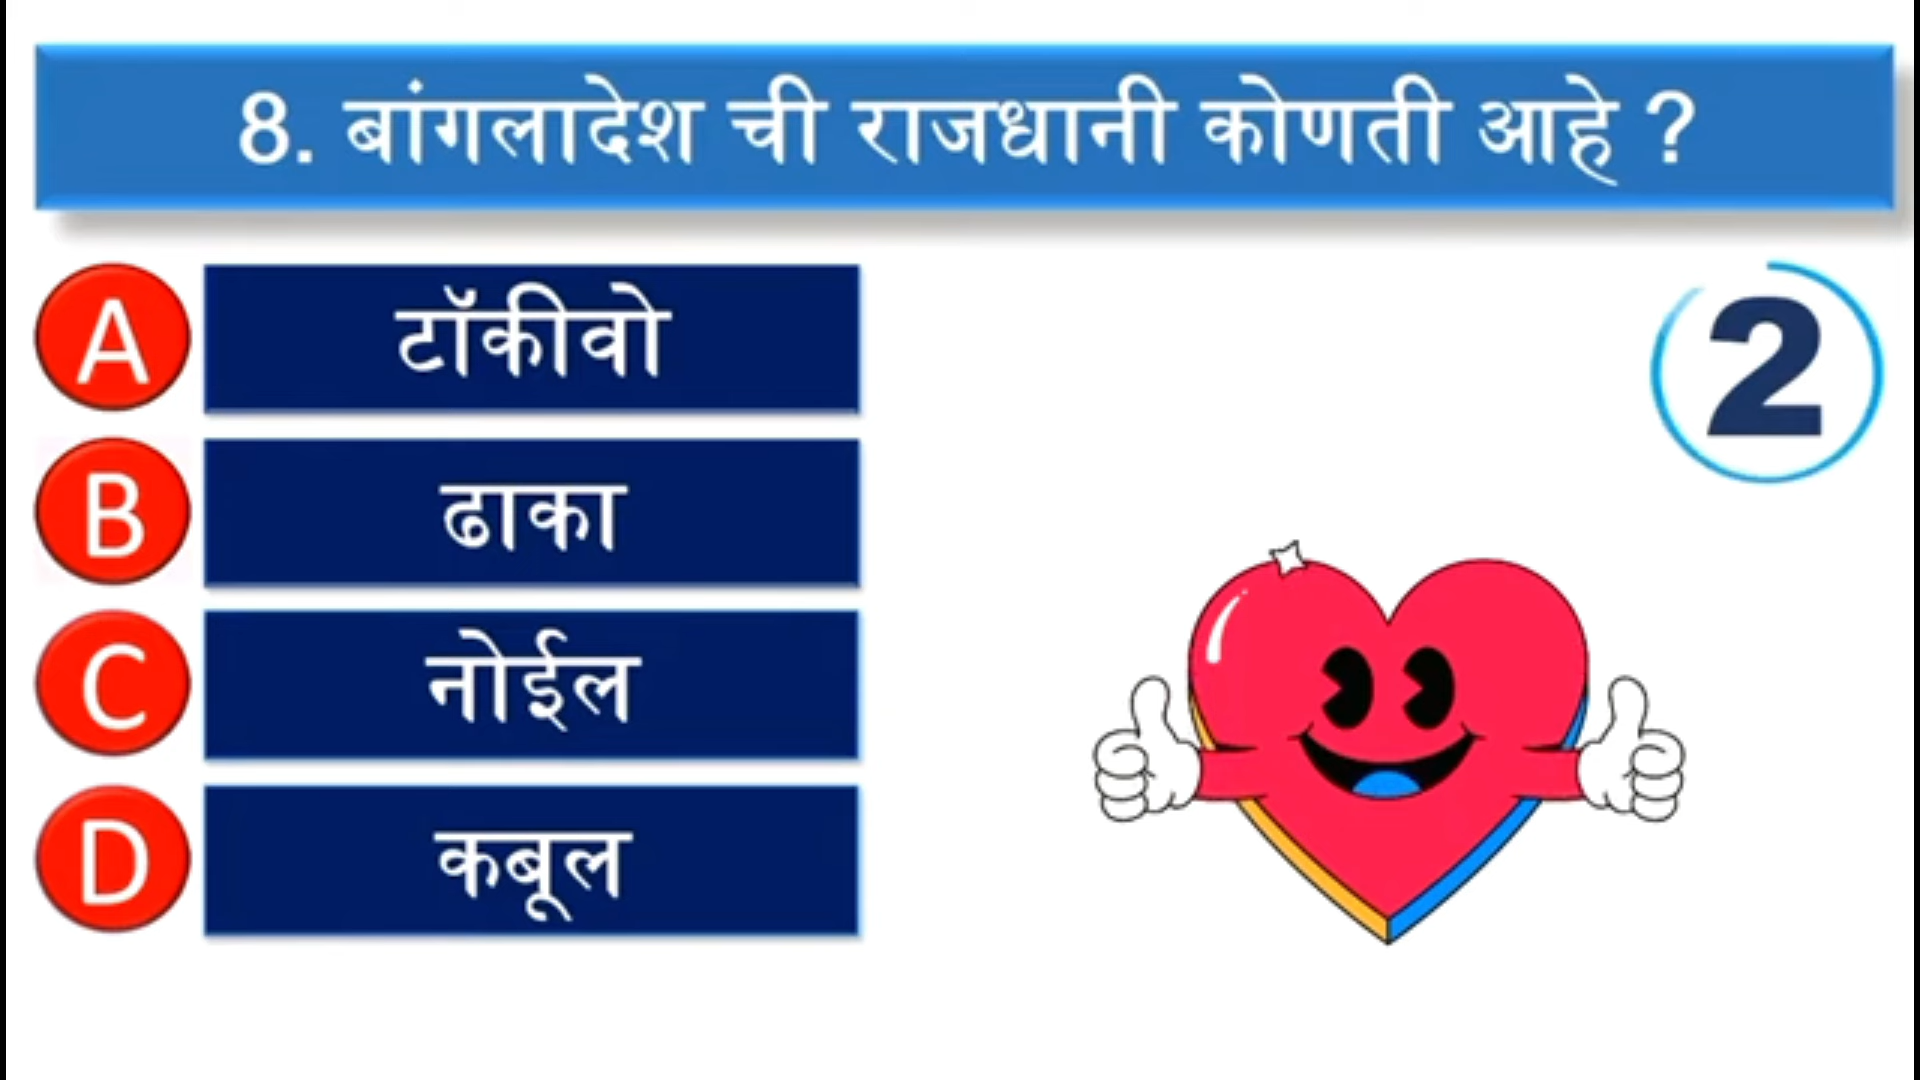 8. बांगलादेश ची राजधानी कोणती आहे ?
A टॉकीवो
2
B ढाका
C नोईल
D कबूल